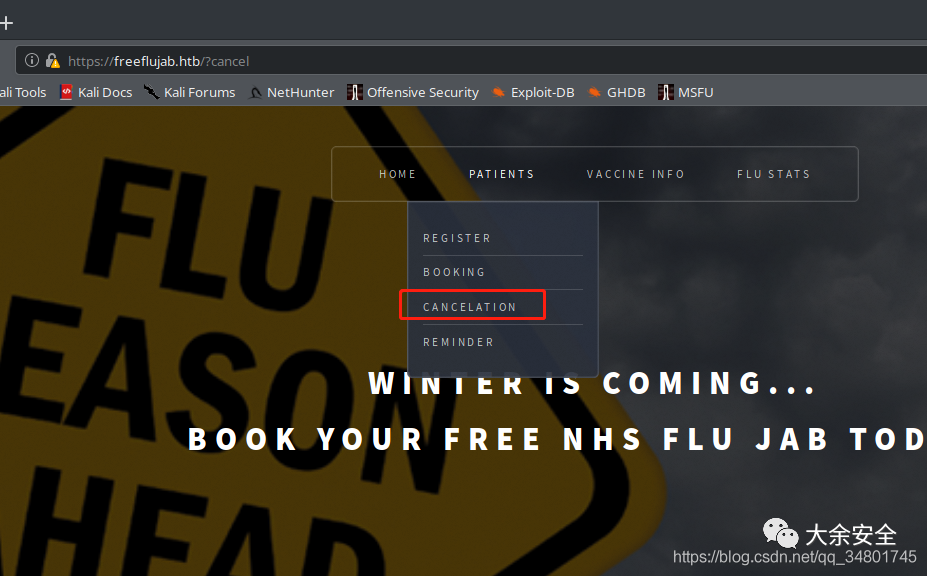 https://freeflujab.htb/?cancel
ali Tools Kali Docs Kali Forums NetHunter Offensive Security Exploit-DB GHDB MSFU
HOME PATIENTS VACCINE INFO FLU STATS
REGISTER
BOOKING
CANCELATION
REMINDER
FLU
EASON
HEAD
WINTER IS COMING...
BOOK YOUR FREE NHS FLU JAB TOD
大余安全
https://blog.csdn.net/qq_34801745